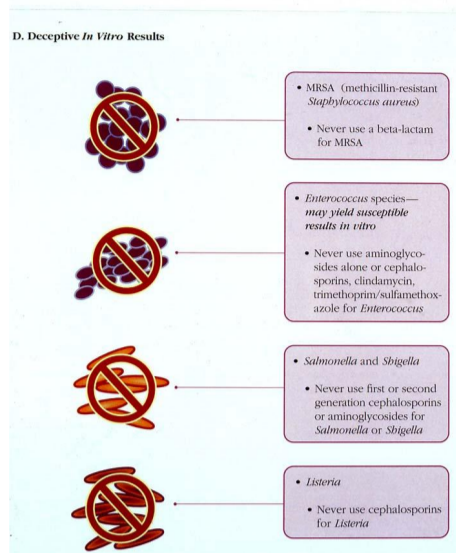 D. Deceptive In Vitro Results
• MRSA (methicillin-resistant
Staphylococcus aureus)
• Never use a beta-lactam
for MRSA
• Enterococcus species—
may yield susceptible
results in vitro
• Never use aminoglyco-
sides alone or cephalo-
sporins, clindamycin,
trimethoprim/sulfamethox-
azole for Enterococcus
• Salmonella and Shigella
• Never use first or second
generation cephalosporins
or aminoglycosides for
Salmonella or Shigella
• Listeria
• Never use cephalosporins
for Listeria